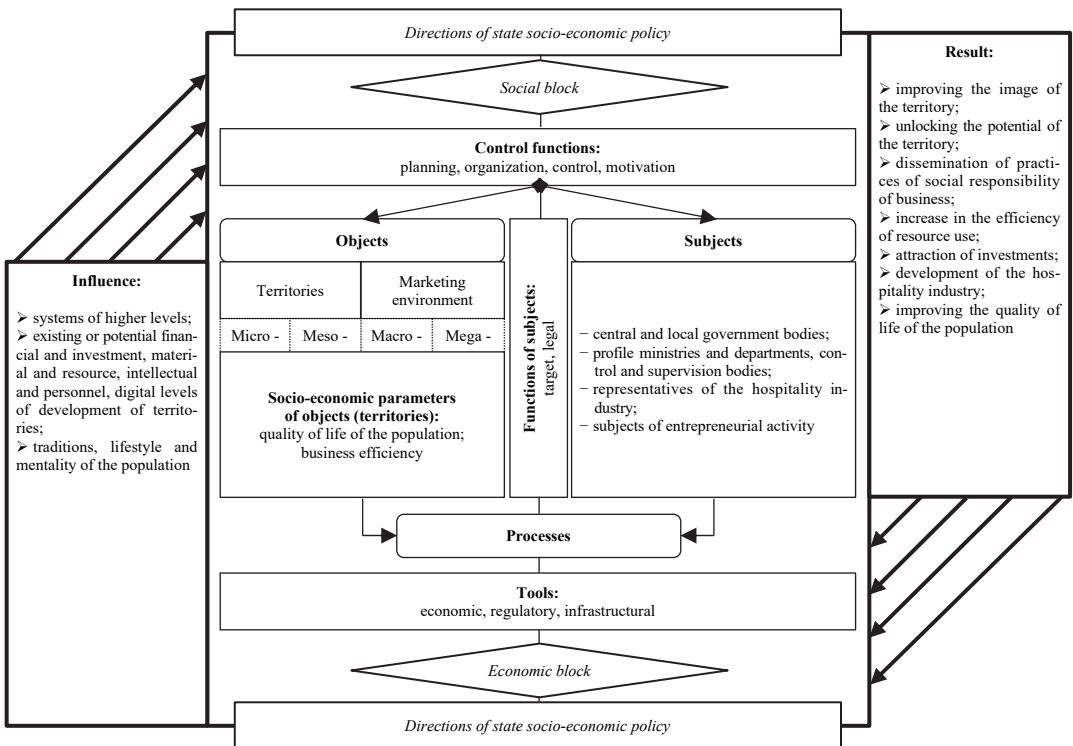 Directions of state socio-economic policy
Social block
Control functions:
planning, organization, control, motivation
Influence:
➢ systems of higher levels;
➢ existing or potential finan-
cial and investment, materi-
al and resource, intellectual
and personnel, digital levels
of development of territo-
ries;
➢ traditions, lifestyle and
mentality of the population
Objects
Territories
Marketing
environment
Micro -
Meso -
Macro -
Mega -
Socio-economic parameters
of objects (territories):
quality of life of the population;
business efficiency
Functions of subjects:
target, legal
Subjects
− central and local government bodies;
− profile ministries and departments, con-
trol and supervision bodies;
− representatives of the hospitality in-
dustry;
− subjects of entrepreneurial activity
Processes
Tools:
economic, regulatory, infrastructural
Economic block
Directions of state socio-economic policy
Result:
➢ improving the image of
the territory;
➢ unlocking the potential of
the territory;
➢ dissemination of practi-
ces of social responsibility
of business;
➢ increase in the efficiency
of resource use;
➢ attraction of investments;
➢ development of the hos-
pitality industry;
➢ improving the quality of
life of the population